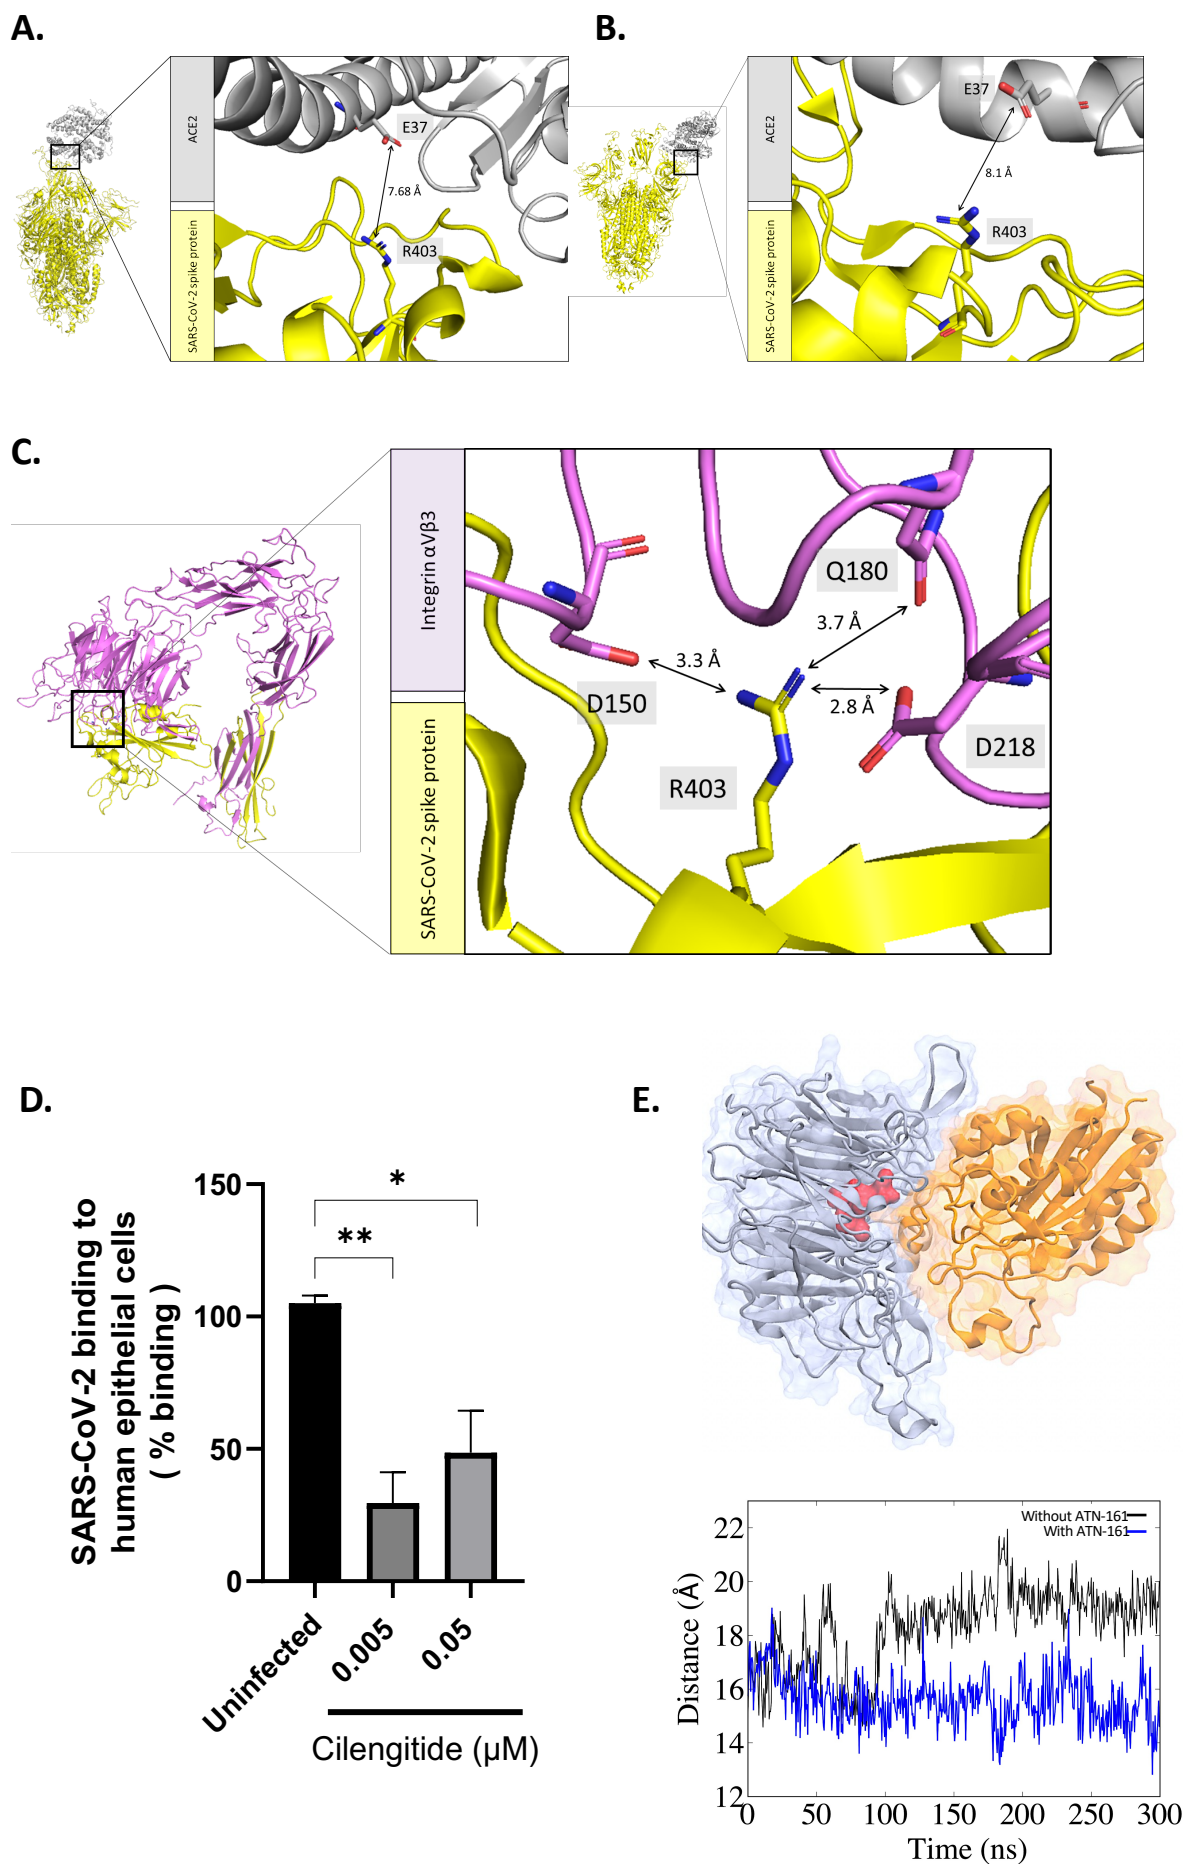 A.
ACE2
SARS-CoV-2 spike protein
E37
7.68 Å
R403
B.
ACE2
SARS-CoV-2 spike protein
E37
8.1 Å
R403
C.
Integrin αVβ3
SARS-CoV-2 spike protein
Q180
3.7 Å
3.3 Å
D150
2.8 Å
D218
R403
D.
SARS-CoV-2 binding to
human epithelial cells
( % binding )
150
100
50
0
*
**
Uninfected
0.005
0.05
Cilengitide (μM)
E.
Without ATN-161
With ATN-161
Distance (Å)
22
20
18
16
14
12
0 50 100 150 200 250 300
Time (ns)